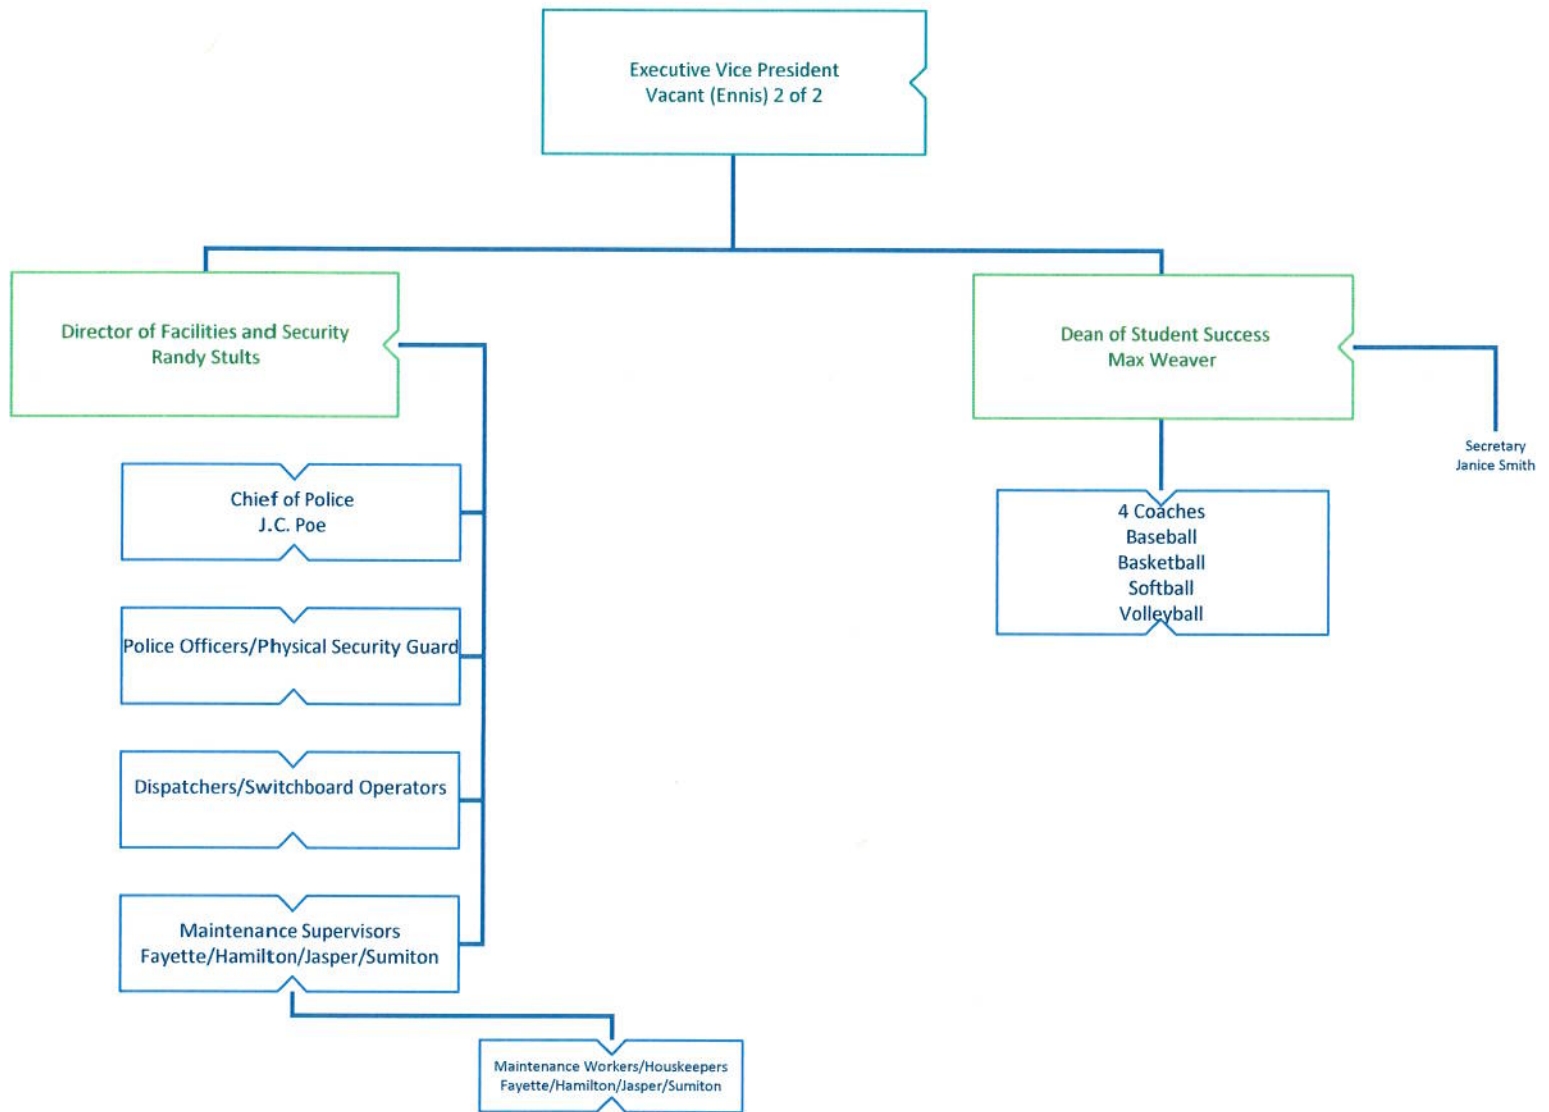 Executive Vice President
Vacant (Ennis) 2 of 2
Director of Facilities and Security
Randy Stults
Dean of Student Success
Max Weaver
Secretary
Janice Smith
Chief of Police
J.C. Poe
4 Coaches
Baseball
Basketball
Softball
Volleyball
Police Officers/Physical Security Guard
Dispatchers/Switchboard Operators
Maintenance Supervisors
Fayette/Hamilton/Jasper/Sumiton
Maintenance Workers/Houskeepers
Fayette/Hamilton/Jasper/Sumiton